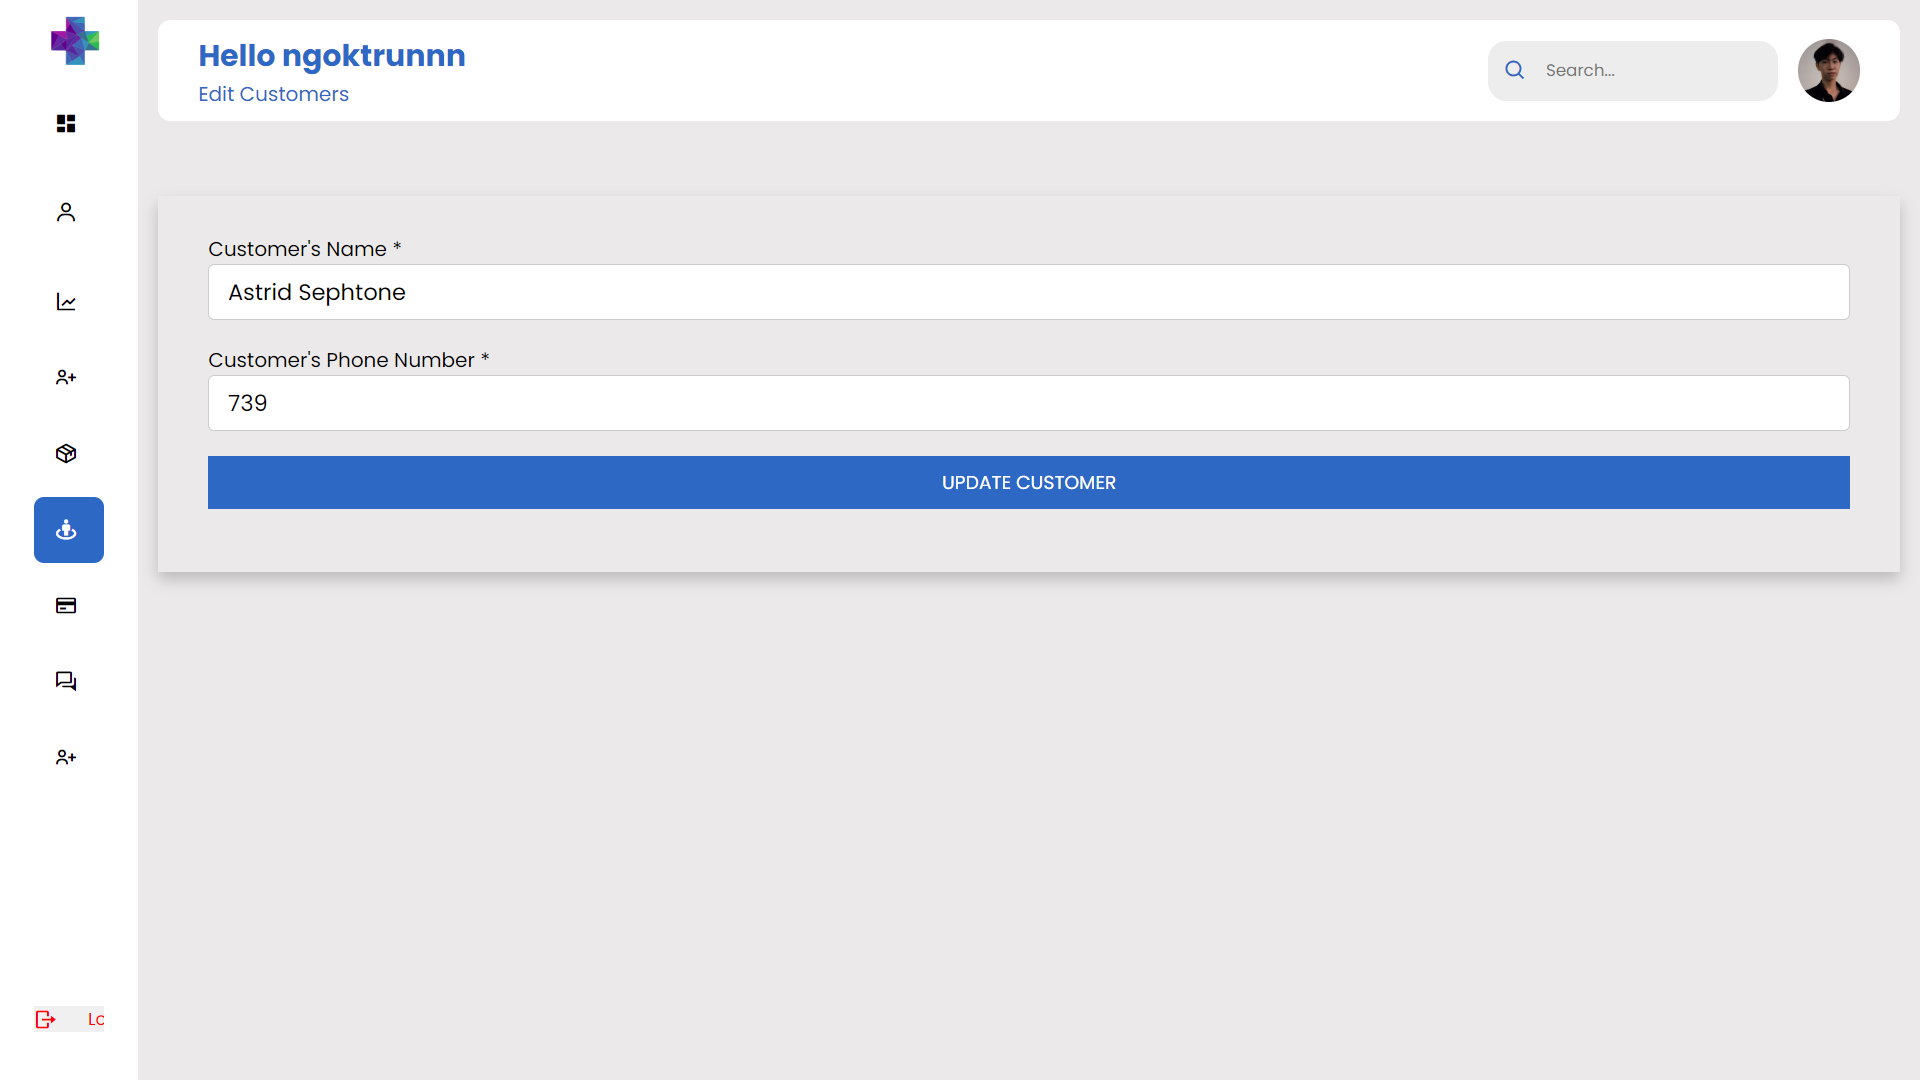 Hello ngoktrunnn
Edit Customers
Search...
Customer's Name *
Astrid Sephtone
Customer's Phone Number *
739
UPDATE CUSTOMER
Lo